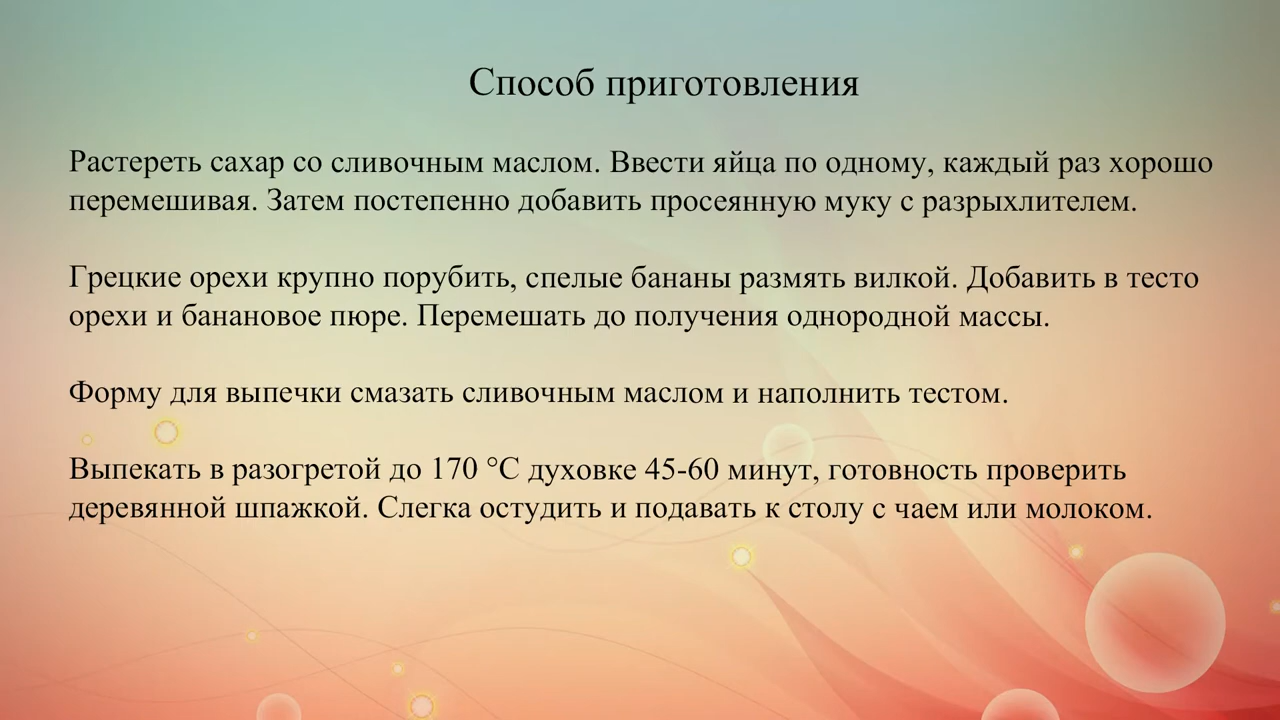 Способ приготовления
Растереть сахар со сливочным маслом. Ввести яйца по одному, каждый раз хорошо
перемешивая. Затем постепенно добавить просеянную муку с разрыхлителем.
Грецкие орехи крупно порубить, спелые бананы размять вилкой. Добавить в тесто
орехи и банановое пюре. Перемешать до получения однородной массы.
Форму для выпечки смазать сливочным маслом и наполнить тестом.
Выпекать в разогретой до 170 °C духовке 45-60 минут, готовность проверить
деревянной шпажкой. Слегка остудить и подавать к столу с чаем или молоком.